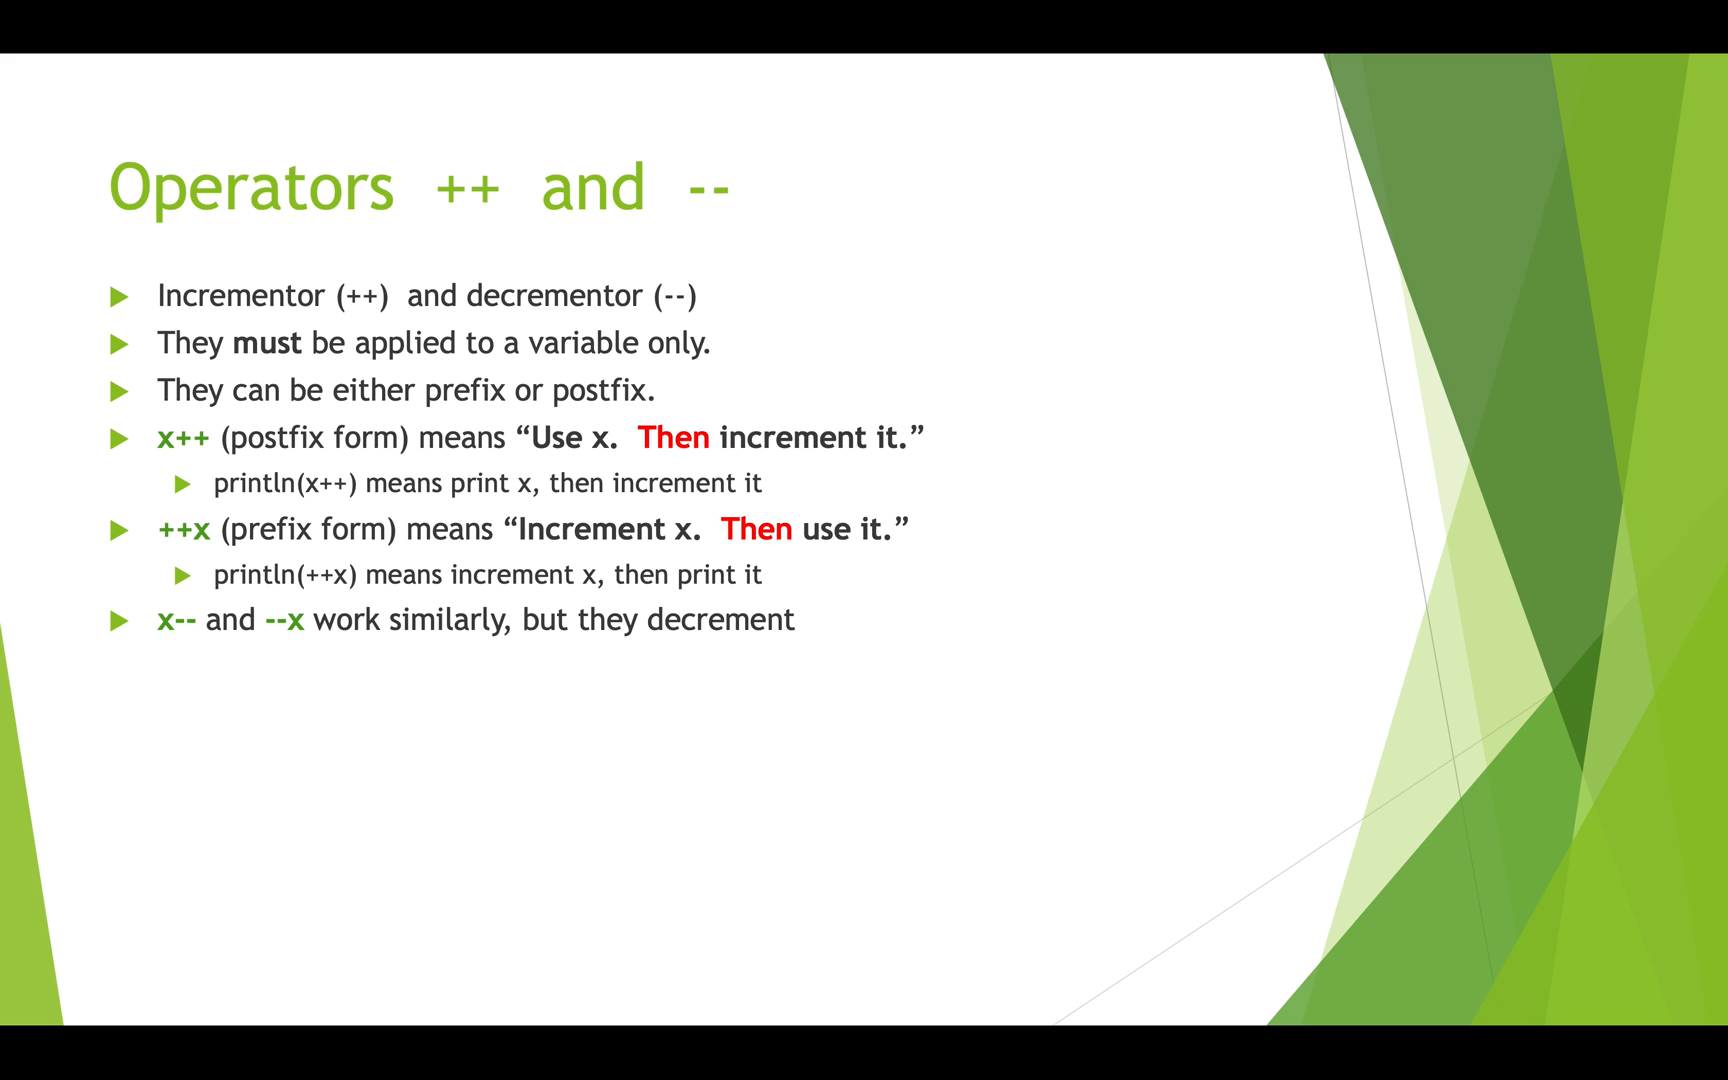 Operators ++ and --
Incrementor (++) and decrementor (--)
They must be applied to a variable only.
They can be either prefix or postfix.
x++ (postfix form) means “Use x. Then increment it.”
println(x++) means print x, then increment it
++x (prefix form) means “Increment x. Then use it.”
println(++x) means increment x, then print it
x-- and --x work similarly, but they decrement